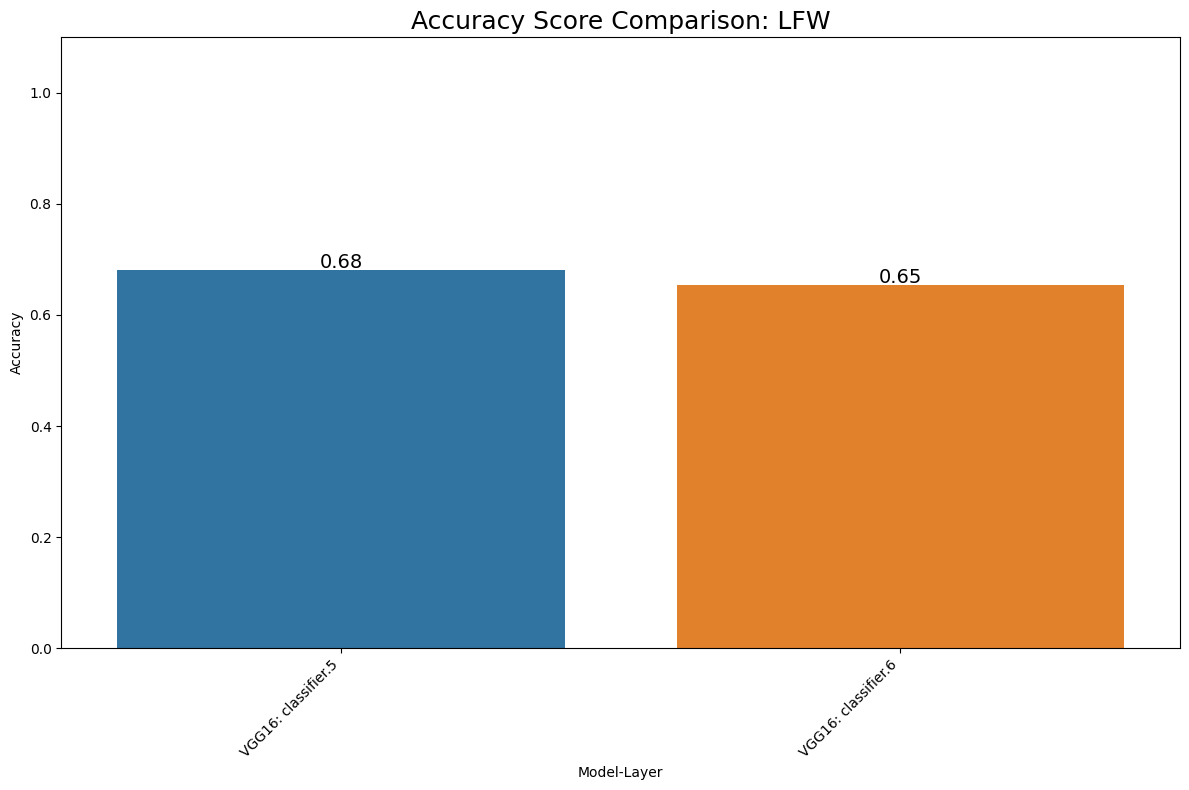 Accuracy Score Comparison: LFW
1.0
0.8
0.6
0.4
0.2
0.0
Accuracy
0.68
0.65
VGG16: classifier.5
VGG16: classifier.6
Model-Layer